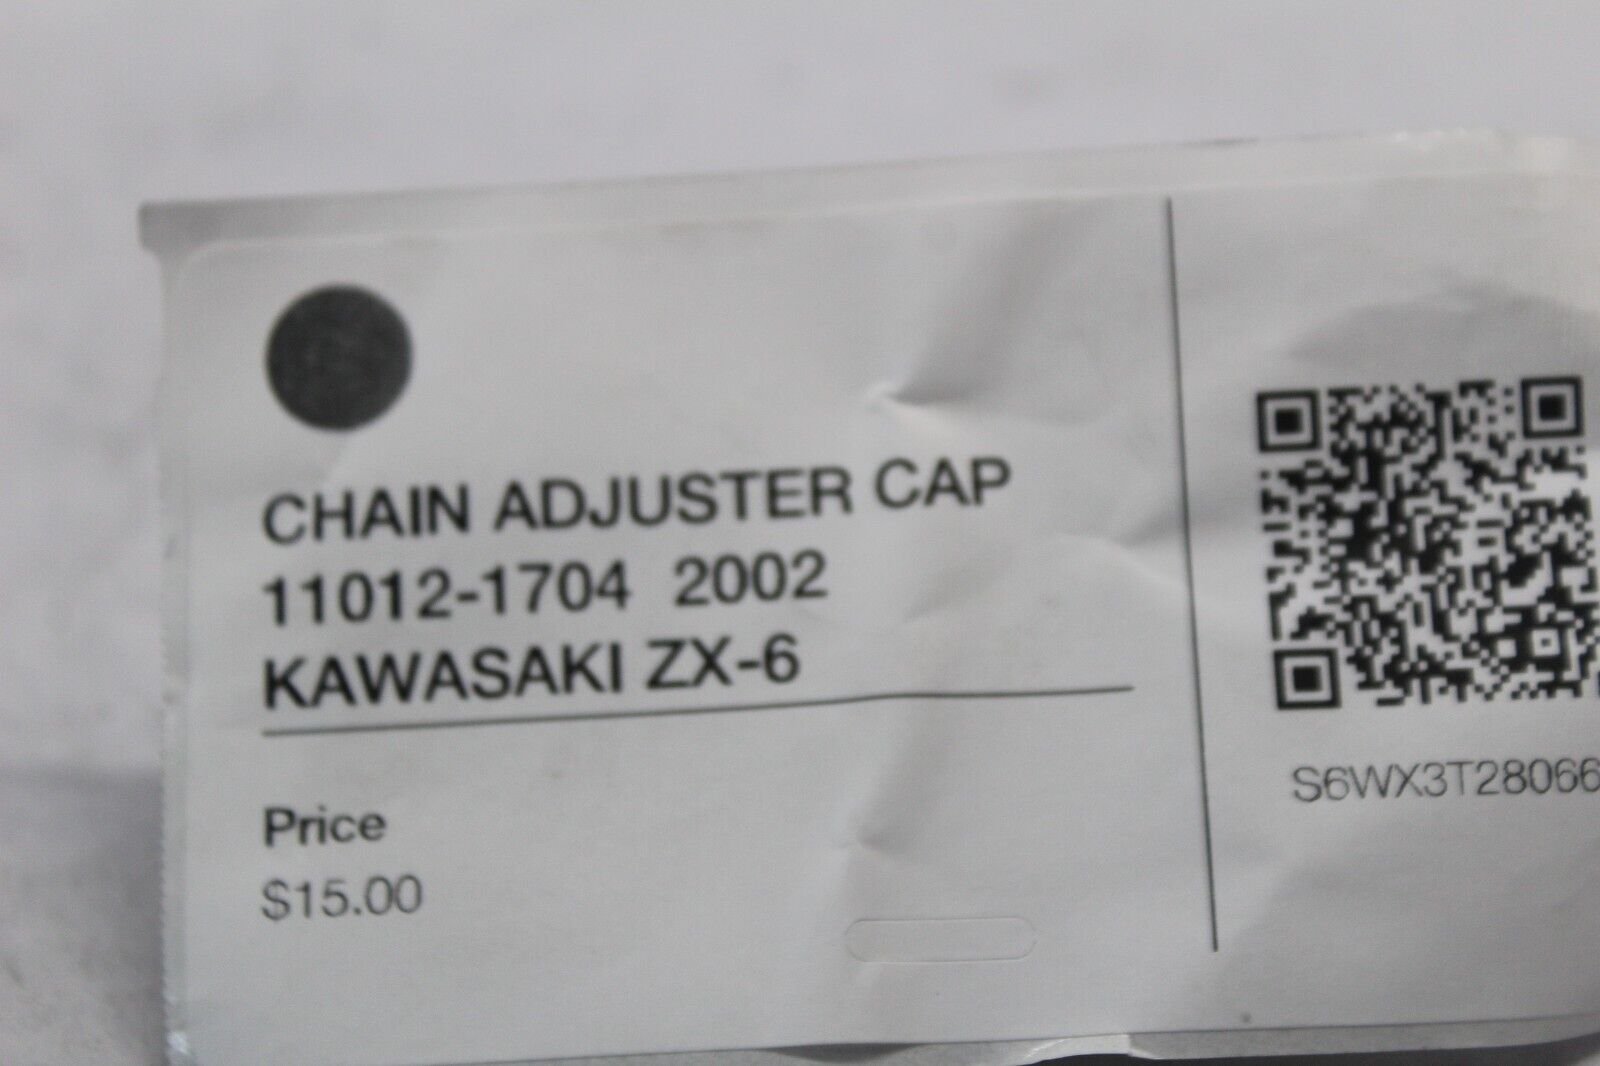 CHAIN ADJUSTER CAP
11012-1704 2002
KAWASAKI ZX-6
Price
$15.00
S6WX3T28066